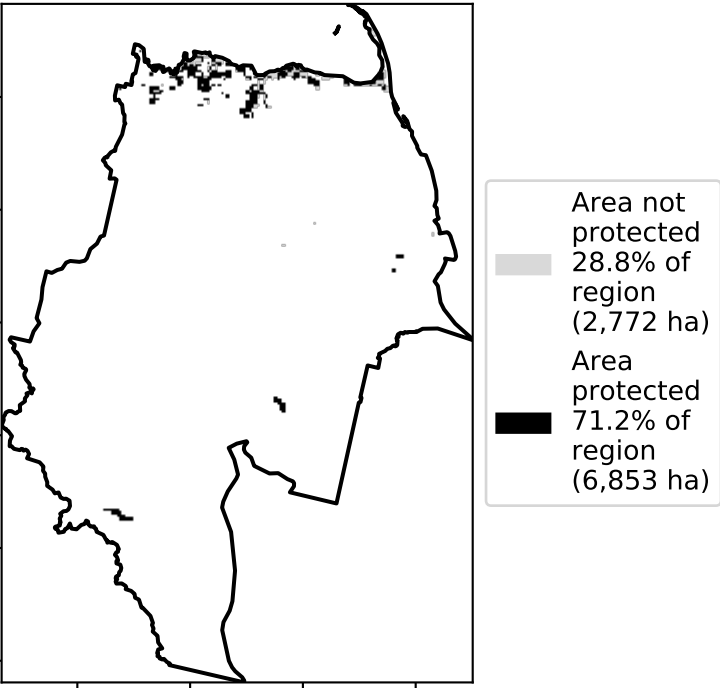 Area not
protected
28.8% of
region
(2,772 ha)
Area
protected
71.2% of
region
(6,853 ha)